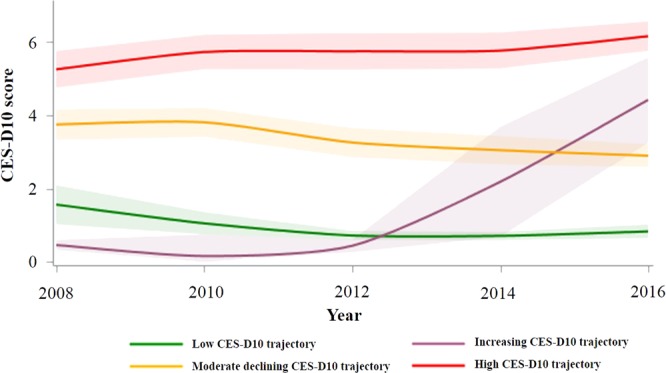 CES-D10 score
6
4
2
0
2008 2010 2012 2014 2016
Year
Low CES-D10 trajectory
Increasing CES-D10 trajectory
Moderate declining CES-D10 trajectory
High CES-D10 trajectory